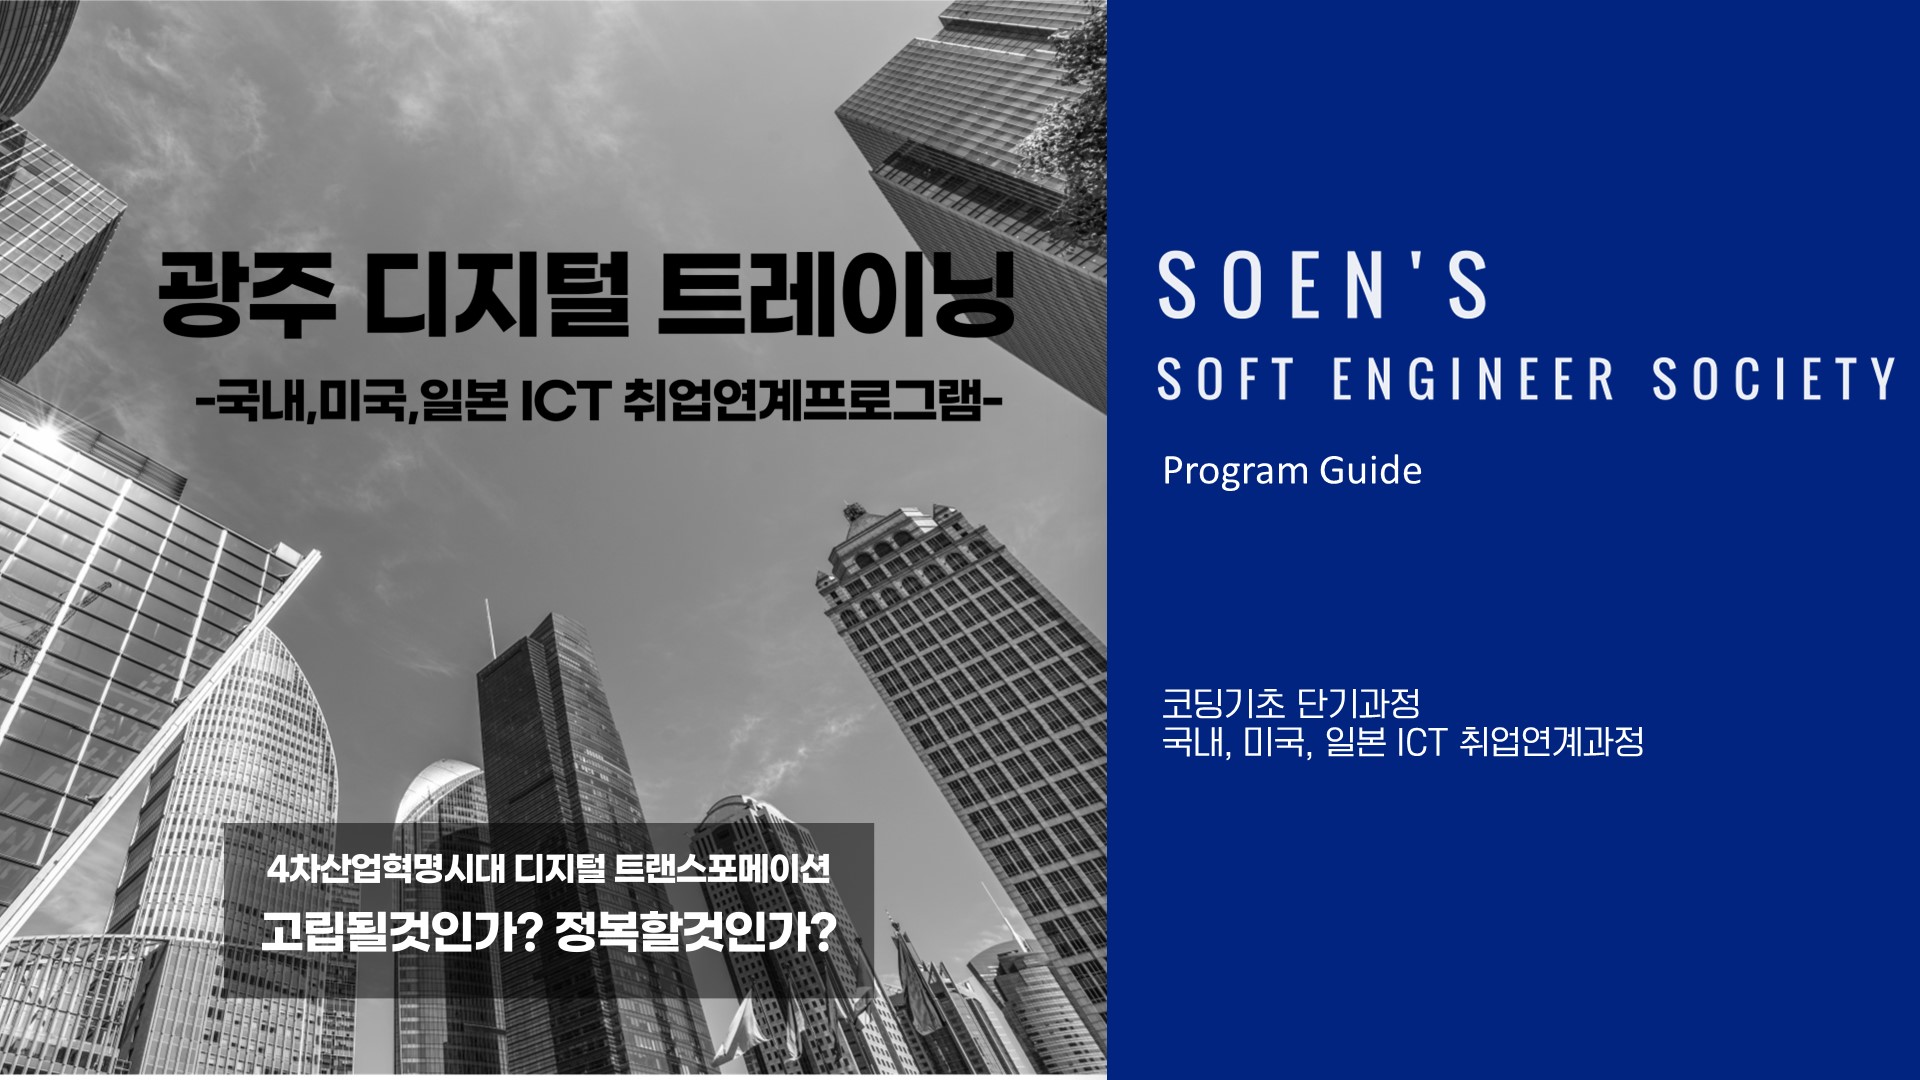 광주 디지털 트레이닝
-국내,미국,일본 ICT 취업연계프로그램-
4차산업혁명시대 디지털 트랜스포메이션
고립될것인가? 정복할것인가?
SOEN'S
SOFT ENGINEER SOCIETY
Program Guide
코딩기초 단기과정
국내, 미국, 일본 ICT 취업연계과정